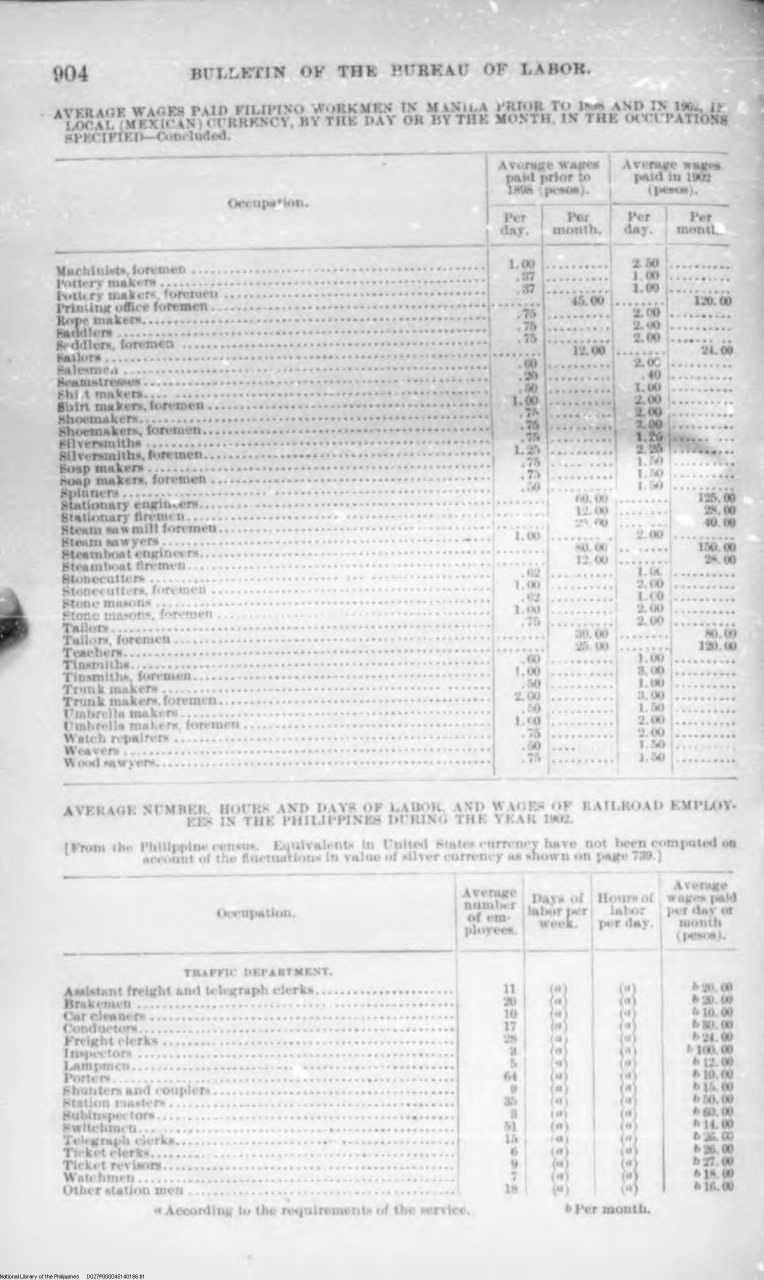 904 BULLETIN OF THE BUREAU OF LABOR.
AVERAGE WAGES PAID FILIPINO WORKMEN IN MANILA PRIOR TO 1898 AND IN 1902, IN
LOCAL (MEXICAN) CURRENCY, BY THE DAY OR BY THE MONTH, IN THE OCCUPATIONS
SPECIFIED—Concluded.
Occupation. Average wages paid prior to 1898 (pesos). Average wages paid in 1902 (pesos).
Per day. Per month. Per day. Per month.
Machinists, foremen 1.00 2.50
Pottery makers .37 1.00
Pottery makers, foremen .37 1.00
Printing office foremen 45.00 120.00
Rope makers .75 2.00
Saddlers .75 2.00
Saddlers, foremen .75 2.00
Sailors 12.00 24.00
Salesmen .60 2.00
Seamstresses .20 .40
Shirt makers .50 1.00
Shirt makers, foremen 1.00 2.00
Shoemakers .75 2.00
Shoemakers, foremen .75 2.00
Silversmiths .75 1.25
Silversmiths, foremen 1.25 2.25
Soap makers .75 1.50
Soap makers, foremen .75 1.50
Spinners .50 1.50
Stationary engineers 60.00 125.00
Stationary firemen 12.00 28.00
Steam sawmill foremen 25.00 40.00
Steam sawyers 1.00 2.00
Steamboat engineers 80.00 150.00
Steamboat firemen 12.00 28.00
Stonecutters .62 1.00
Stonecutters, foremen 1.00 2.00
Stone masons .62 1.00
Stone masons, foremen 1.00 2.00
Tailors .75 2.00
Tailors, foremen 30.00 80.00
Teachers 25.00 120.00
Tinsmiths .60 1.00
Tinsmiths, foremen 1.00 3.00
Trunk makers .50 1.00
Trunk makers, foremen 2.00 3.00
Umbrella makers .50 1.50
Umbrella makers, foremen 1.00 2.00
Watch repairers .75 2.00
Weavers .50 1.50
Wood sawyers .75 1.50
AVERAGE NUMBER, HOURS AND DAYS OF LABOR, AND WAGES OF RAILROAD EMPLOY-
EES IN THE PHILIPPINES DURING THE YEAR 1902.
[From the Philippine census. Equivalents in United States currency have not been computed on
account of the fluctuations in value of silver currency as shown on page 739.]
Occupation. Average number of em-ployees. Days of labor per week. Hours of labor per day. Average wages paid per day or month (pesos).
TRAFFIC DEPARTMENT.
Assistant freight and telegraph clerks 11 (a) (a) b 20.00
Brakemen 20 (a) (a) b 20.00
Car cleaners 10 (a) (a) b 10.00
Conductors 17 (a) (a) b 30.00
Freight clerks 28 (a) (a) b 24.00
Inspectors 3 (a) (a) b 100.00
Lampmen 5 (a) (a) b 12.00
Porters 64 (a) (a) b 10.00
Shunters and couplers 9 (a) (a) b 15.00
Station masters 35 (a) (a) b 50.00
Subinspectors 3 (a) (a) b 60.00
Switchmen 51 (a) (a) b 14.00
Telegraph clerks 15 (a) (a) b 26.00
Ticket clerks 6 (a) (a) b 26.00
Ticket revisors 9 (a) (a) b 27.00
Watchmen 7 (a) (a) b 18.00
Other station men 18 (a) (a) b 16.00
a According to the requirements of the service. b Per month.
National Library of the Philippines D027P0000045140186.tif